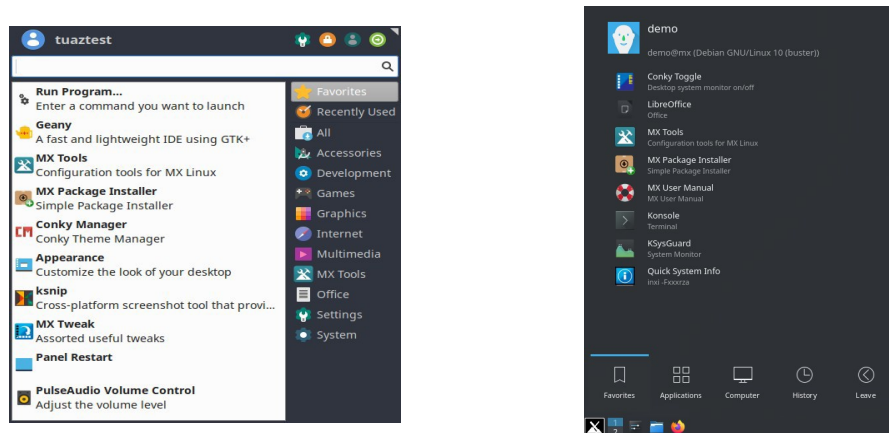 tuaztest
Run Program...
Enter a command you want to launch
Geany
A fast and lightweight IDE using GTK+
MX Tools
Configuration tools for MX Linux
MX Package Installer
Simple Package Installer
Conky Manager
Conky Theme Manager
Appearance
Customize the look of your desktop
ksnip
Cross-platform screenshot tool that provi...
MX Tweak
Assorted useful tweaks
Panel Restart
PulseAudio Volume Control
Adjust the volume level
Favorites
Recently Used
All
Accessories
Development
Games
Graphics
Internet
Multimedia
MX Tools
Office
Settings
System
demo
demo@mx (Debian GNU/Linux 10 (buster))
Conky Toggle
Desktop system monitor on/off
LibreOffice
Office
MX Tools
Configuration tools for MX Linux
MX Package Installer
Simple Package Installer
MX User Manual
MX User Manual
Konsole
Terminal
KSysGuard
System Monitor
Quick System Info
inxi -Fxxxrza
Favorites
Applications
Computer
History
Leave
1
2